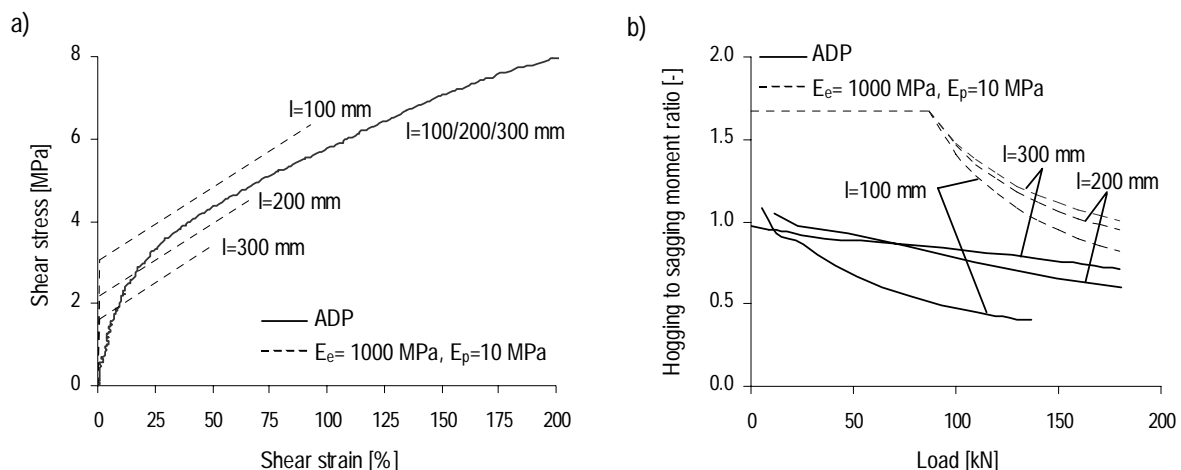 a)
Shear stress [MPa]
8
6
4
2
0
l=100 mm
l=100/200/300 mm
l=200 mm
l=300 mm
ADP
Eₑ= 1000 MPa, Eₚ=10 MPa
0 25 50 75 100 125 150 175 200
Shear strain [%]
b)
Hogging to sagging moment ratio [-]
2.0
1.5
1.0
0.5
0.0
ADP
Eₑ= 1000 MPa, Eₚ=10 MPa
l=300 mm
l=100 mm
l=200 mm
0 50 100 150 200
Load [kN]